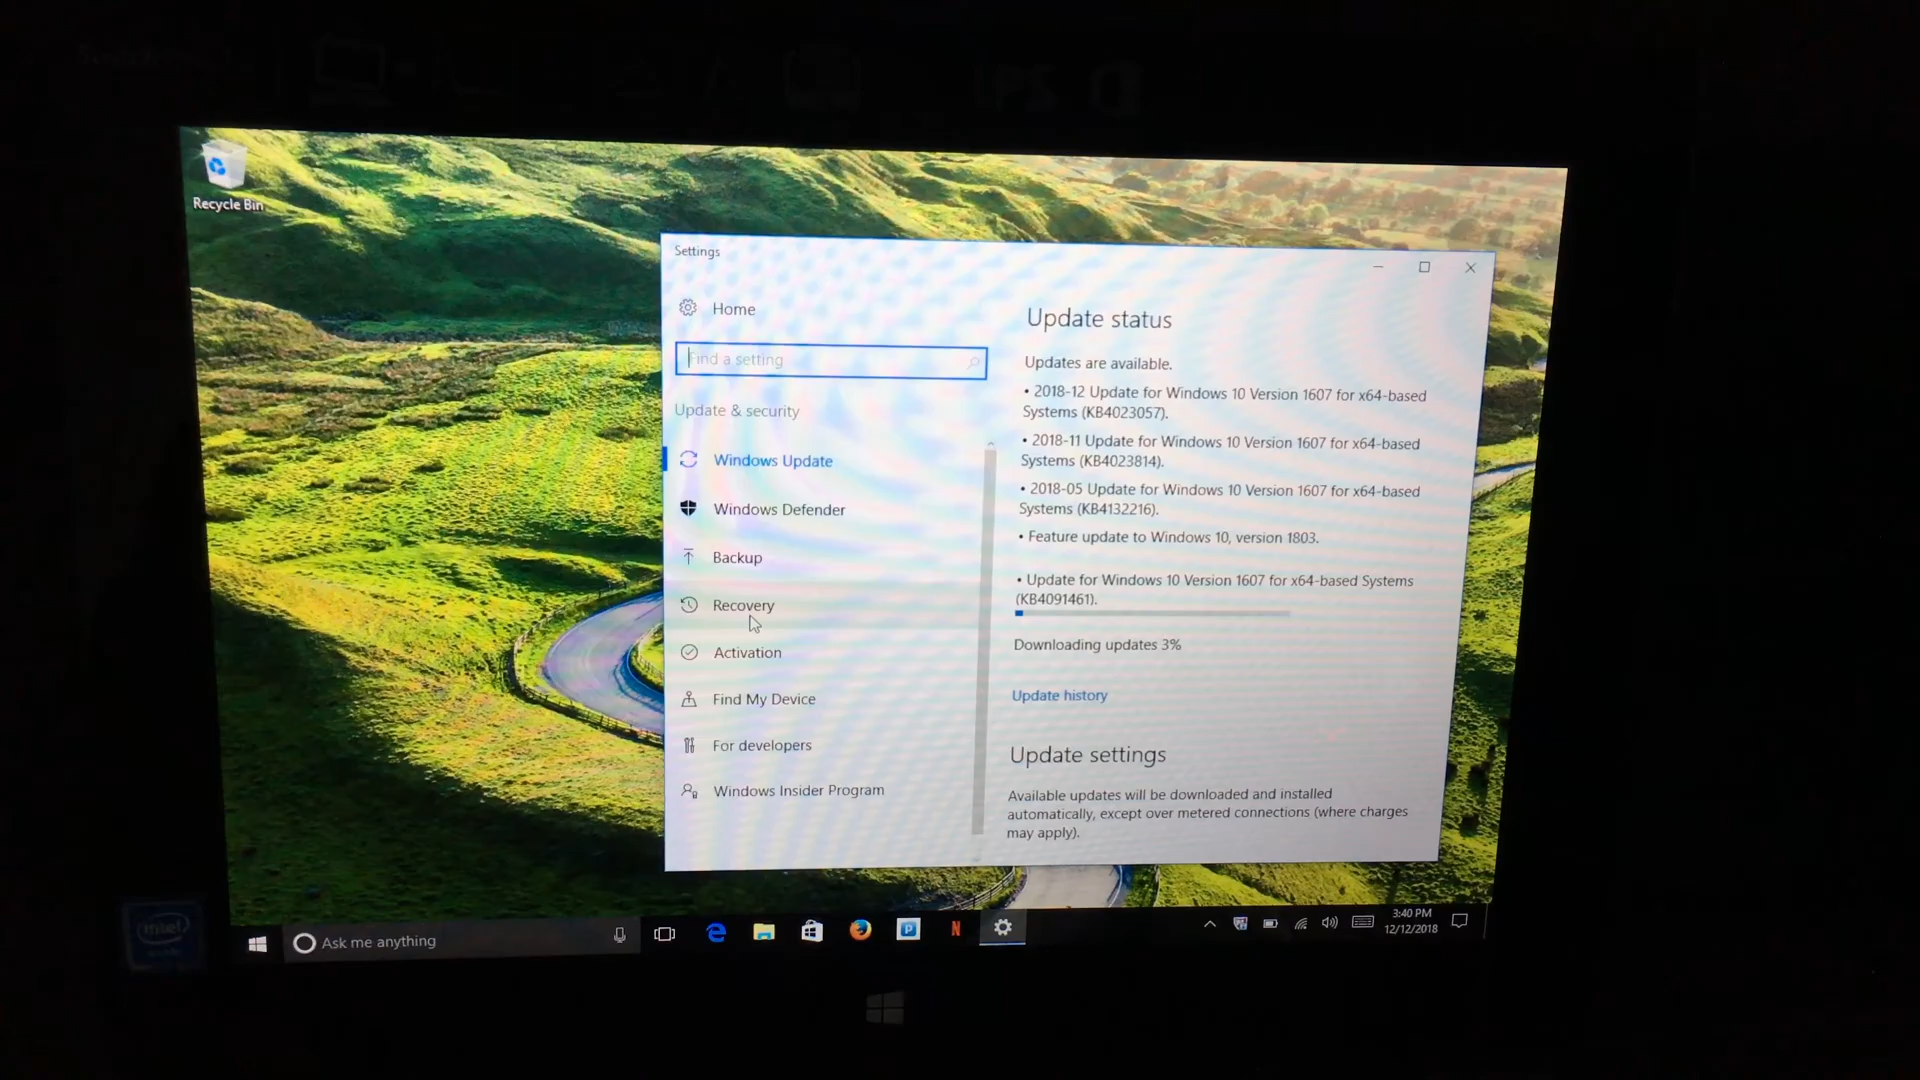 Recycle Bin
Settings
Home
Find a setting
Update & security
Windows Update
Windows Defender
Backup
Recovery
Activation
Find My Device
For developers
Windows Insider Program
Update status
Updates are available.
• 2018-12 Update for Windows 10 Version 1607 for x64-based
Systems (KB4023057).
• 2018-11 Update for Windows 10 Version 1607 for x64-based
Systems (KB4023814).
• 2018-05 Update for Windows 10 Version 1607 for x64-based
Systems (KB4132216).
• Feature update to Windows 10, version 1803.
• Update for Windows 10 Version 1607 for x64-based Systems
(KB4091461).
Downloading updates 3%
Update history
Update settings
Available updates will be downloaded and installed
automatically, except over metered connections (where charges
may apply).
Ask me anything
3:40 PM
12/12/2018
intel
IPS